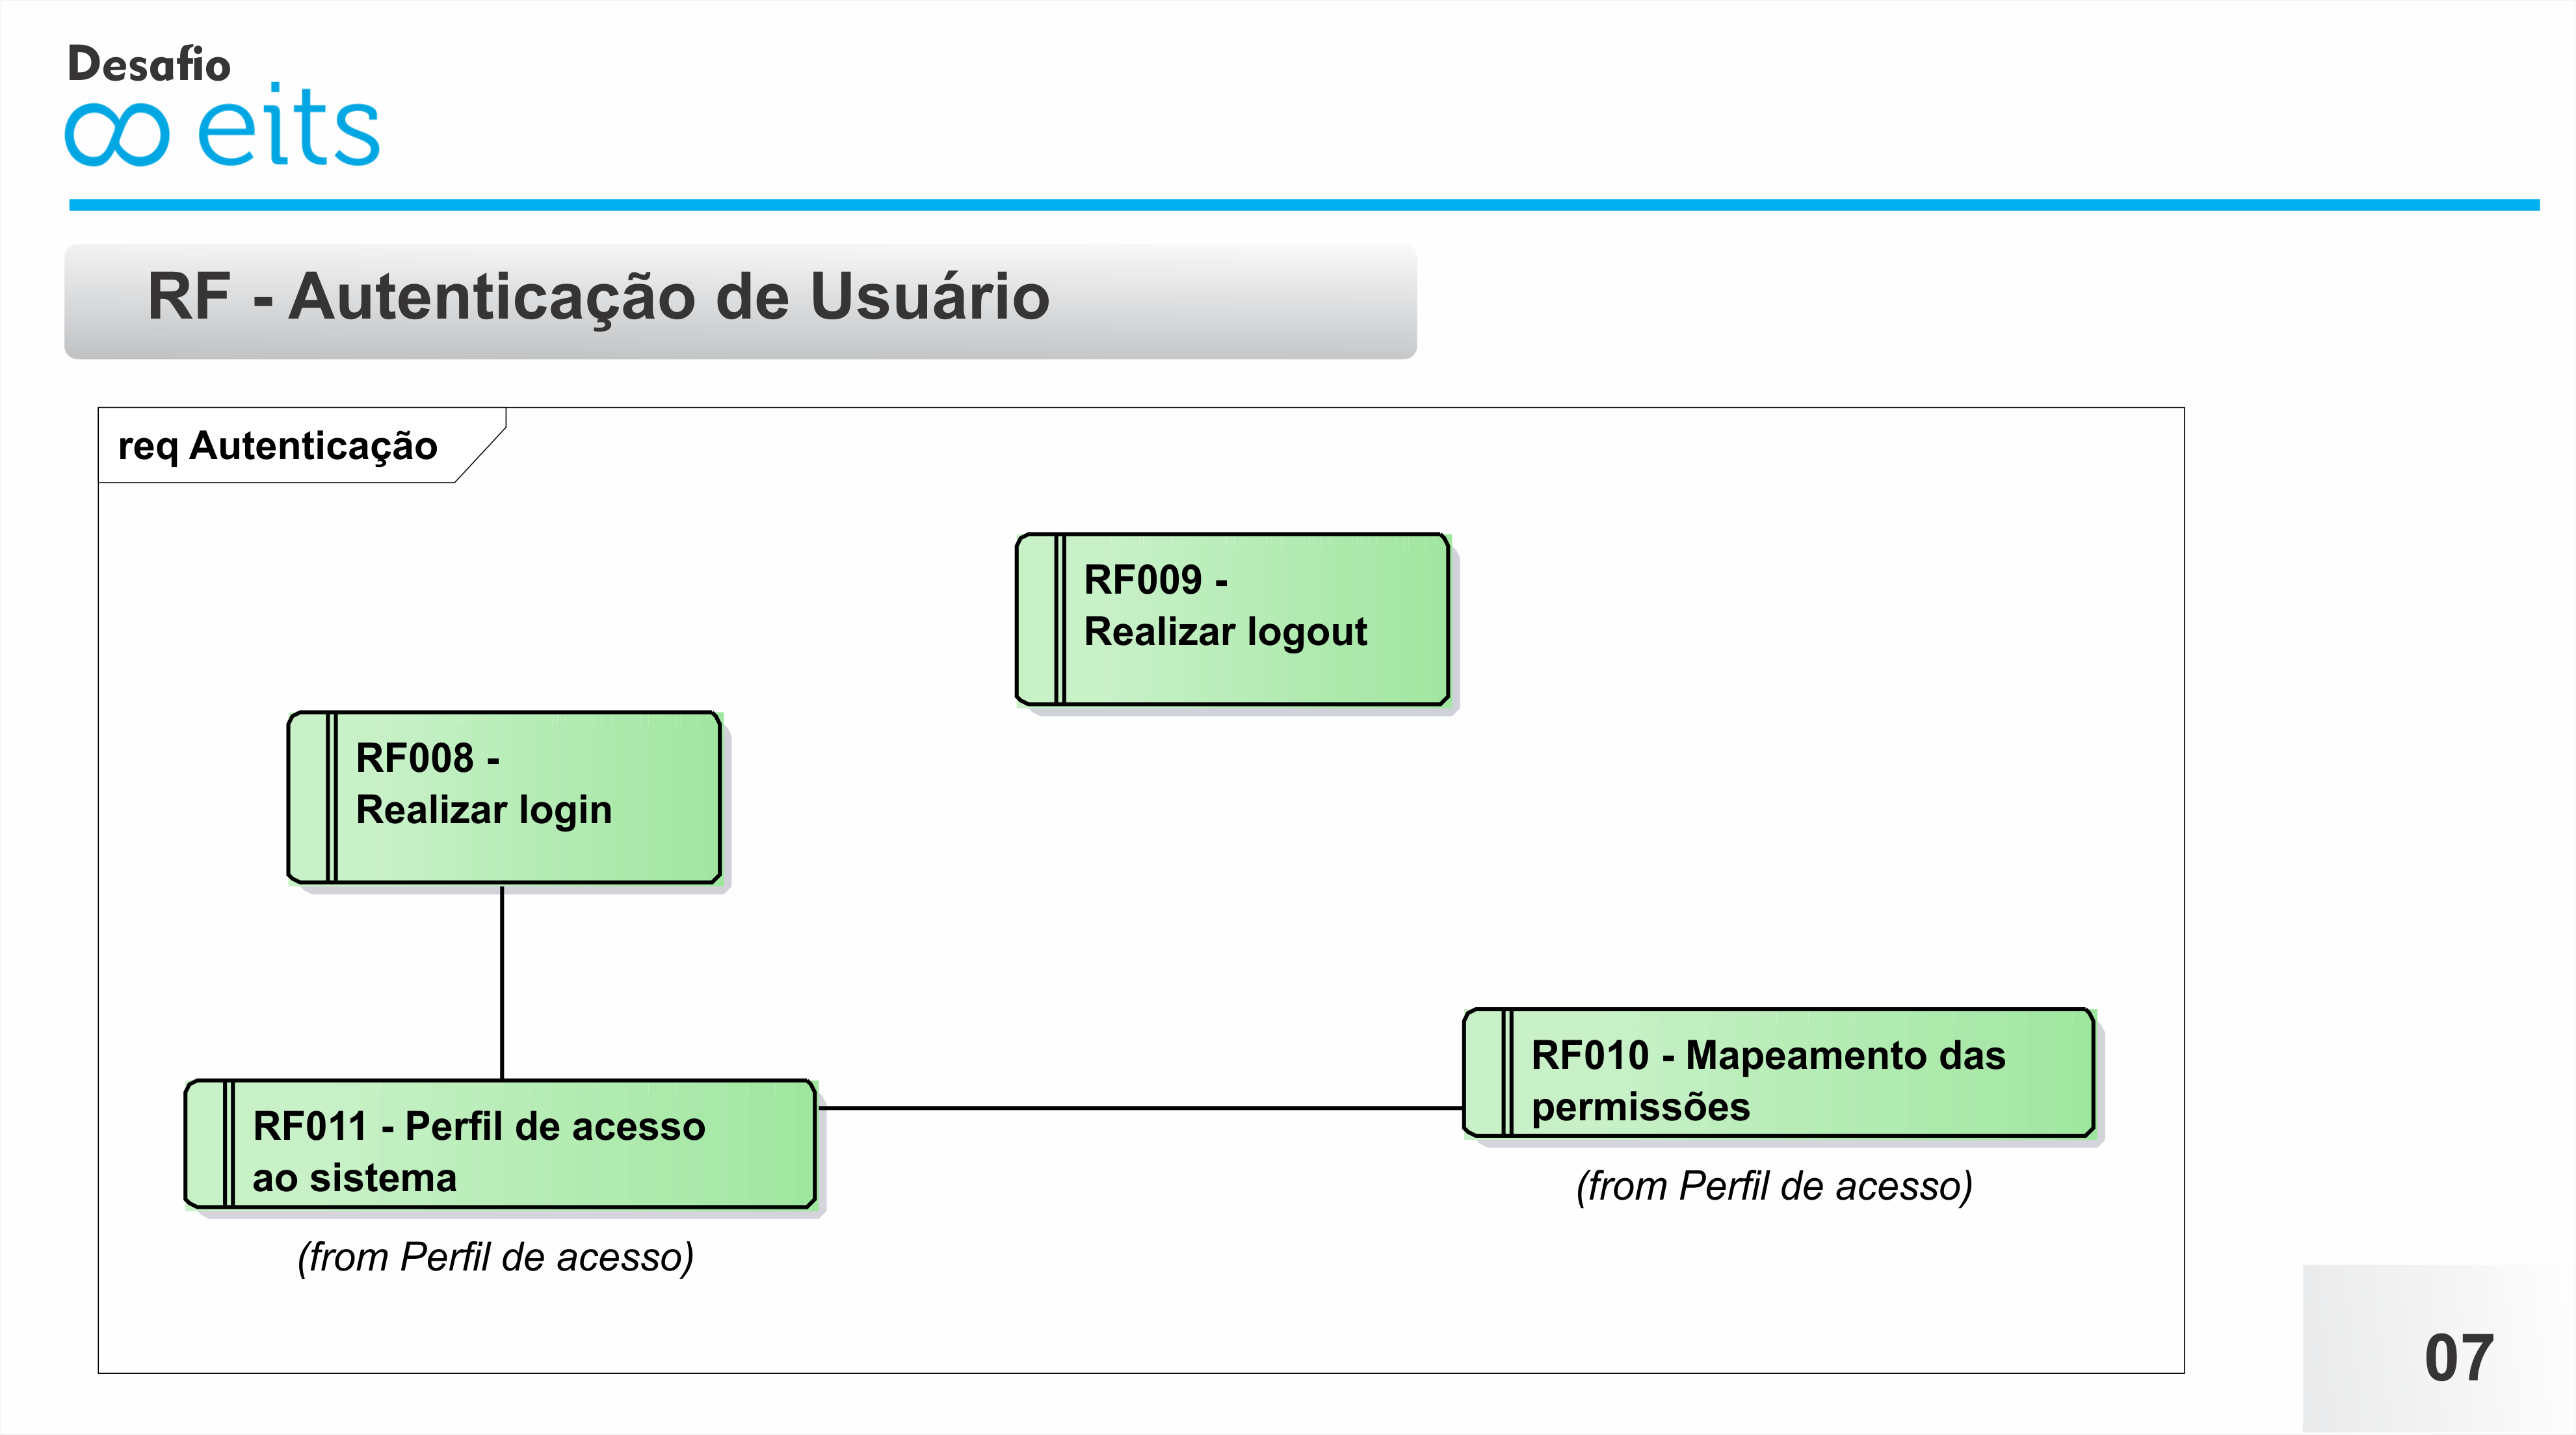 Desafio
eits
RF - Autenticação de Usuário
req Autenticação
RF009 -
Realizar logout
RF008 -
Realizar login
RF010 - Mapeamento das
permissões
(from Perfil de acesso)
RF011 - Perfil de acesso
ao sistema
(from Perfil de acesso)
07